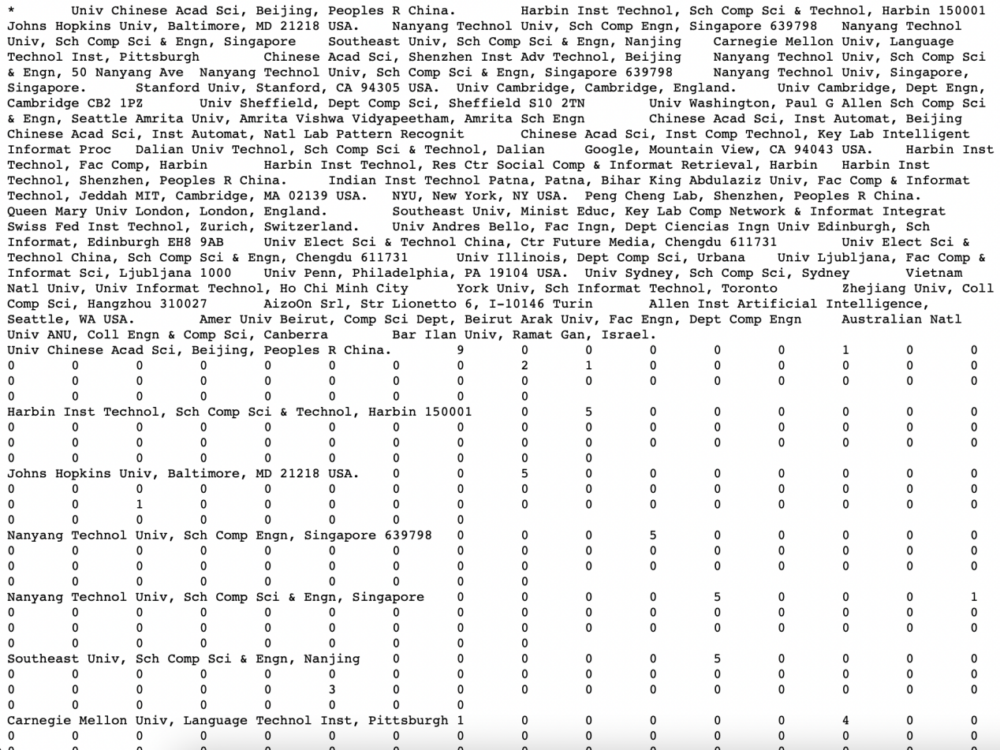 * Univ Chinese Acad Sci, Beijing, Peoples R China. Harbin Inst Technol, Sch Comp Sci & Technol, Harbin 150001
Johns Hopkins Univ, Baltimore, MD 21218 USA. Nanyang Technol Univ, Sch Comp Engn, Singapore 639798 Nanyang Technol
Univ, Sch Comp Sci & Engn, Singapore Southeast Univ, Sch Comp Sci & Engn, Nanjing Carnegie Mellon Univ, Language
Technol Inst, Pittsburgh Chinese Acad Sci, Shenzhen Inst Adv Technol, Beijing Nanyang Technol Univ, Sch Comp Sci
& Engn, 50 Nanyang Ave Nanyang Technol Univ, Sch Comp Sci & Engn, Singapore 639798 Nanyang Technol Univ, Singapore,
Singapore. Stanford Univ, Stanford, CA 94305 USA. Univ Cambridge, Cambridge, England. Univ Cambridge, Dept Engn,
Cambridge CB2 1PZ Univ Sheffield, Dept Comp Sci, Sheffield S10 2TN Univ Washington, Paul G Allen Sch Comp Sci
& Engn, Seattle Amrita Univ, Amrita Vishwa Vidyapeetham, Amrita Sch Engn Chinese Acad Sci, Inst Automat, Beijing
Chinese Acad Sci, Inst Automat, Natl Lab Pattern Recognit Chinese Acad Sci, Inst Comp Technol, Key Lab Intelligent
Informat Proc Dalian Univ Technol, Sch Comp Sci & Technol, Dalian Google, Mountain View, CA 94043 USA. Harbin Inst
Technol, Fac Comp, Harbin Harbin Inst Technol, Res Ctr Social Comp & Informat Retrieval, Harbin Harbin Inst
Technol, Shenzhen, Peoples R China. Indian Inst Technol Patna, Patna, Bihar King Abdulaziz Univ, Fac Comp & Informat
Technol, Jeddah MIT, Cambridge, MA 02139 USA. NYU, New York, NY USA. Peng Cheng Lab, Shenzhen, Peoples R China.
Queen Mary Univ London, London, England. Southeast Univ, Minist Educ, Key Lab Comp Network & Informat Integrat
Swiss Fed Inst Technol, Zurich, Switzerland. Univ Andres Bello, Fac Ingn, Dept Ciencias Ingn Univ Edinburgh, Sch
Informat, Edinburgh EH8 9AB Univ Elect Sci & Technol China, Ctr Future Media, Chengdu 611731 Univ Elect Sci &
Technol China, Sch Comp Sci & Engn, Chengdu 611731 Univ Illinois, Dept Comp Sci, Urbana Univ Ljubljana, Fac Comp &
Informat Sci, Ljubljana 1000 Univ Penn, Philadelphia, PA 19104 USA. Univ Sydney, Sch Comp Sci, Sydney Vietnam
Natl Univ, Univ Informat Technol, Ho Chi Minh City York Univ, Sch Informat Technol, Toronto Zhejiang Univ, Coll
Comp Sci, Hangzhou 310027 AizoOn Srl, Str Lionetto 6, I-10146 Turin Allen Inst Artificial Intelligence,
Seattle, WA USA. Amer Univ Beirut, Comp Sci Dept, Beirut Arak Univ, Fac Engn, Dept Comp Engn Australian Natl
Univ ANU, Coll Engn & Comp Sci, Canberra Bar Ilan Univ, Ramat Gan, Israel.
Univ Chinese Acad Sci, Beijing, Peoples R China. 9 0 0 0 0 0 1 0 0
0 0 0 0 0 0 0 0 2 1 0 0 0 0 0 0
0 0 0 0 0 0 0 0 0 0 0 0 0 0 0 0
0 0 0 0 0 0 0 0 0
Harbin Inst Technol, Sch Comp Sci & Technol, Harbin 150001 0 5 0 0 0 0 0 0
0 0 0 0 0 0 0 0 0 0 0 0 0 0 0 0
0 0 0 0 0 0 0 0 0 0 0 0 0 0 0 0
0 0 0 0 0 0 0 0 0 0
Johns Hopkins Univ, Baltimore, MD 21218 USA. 0 0 5 0 0 0 0 0 0 0
0 0 0 0 0 0 0 0 0 0 0 0 0 0 0 0
0 0 1 0 0 0 0 0 0 0 0 0 0 0 0 0
0 0 0 0 0 0 0 0
Nanyang Technol Univ, Sch Comp Engn, Singapore 639798 0 0 0 5 0 0 0 0 0
0 0 0 0 0 0 0 0 0 0 0 0 0 0 0 0
0 0 0 0 0 0 0 0 0 0 0 0 0 0 0 0
0 0 0 0 0 0 0 0 0
Nanyang Technol Univ, Sch Comp Sci & Engn, Singapore 0 0 0 0 5 0 0 0 1
0 0 0 0 0 0 0 0 0 0 0 0 0 0 0 0
0 0 0 0 0 0 0 0 0 0 0 0 0 0 0 0
0 0 0 0 0 0 0 0 0
Southeast Univ, Sch Comp Sci & Engn, Nanjing 0 0 0 0 0 5 0 0 0 0
0 0 0 0 0 0 0 0 0 0 0 0 0 0 0 0
0 0 0 0 0 3 0 0 0 0 0 0 0 0 0 0
0 0 0 0 0 0 0 0
Carnegie Mellon Univ, Language Technol Inst, Pittsburgh 1 0 0 0 0 0 4 0 0
0 0 0 0 0 0 0 0 0 0 0 0 0 0 0 0